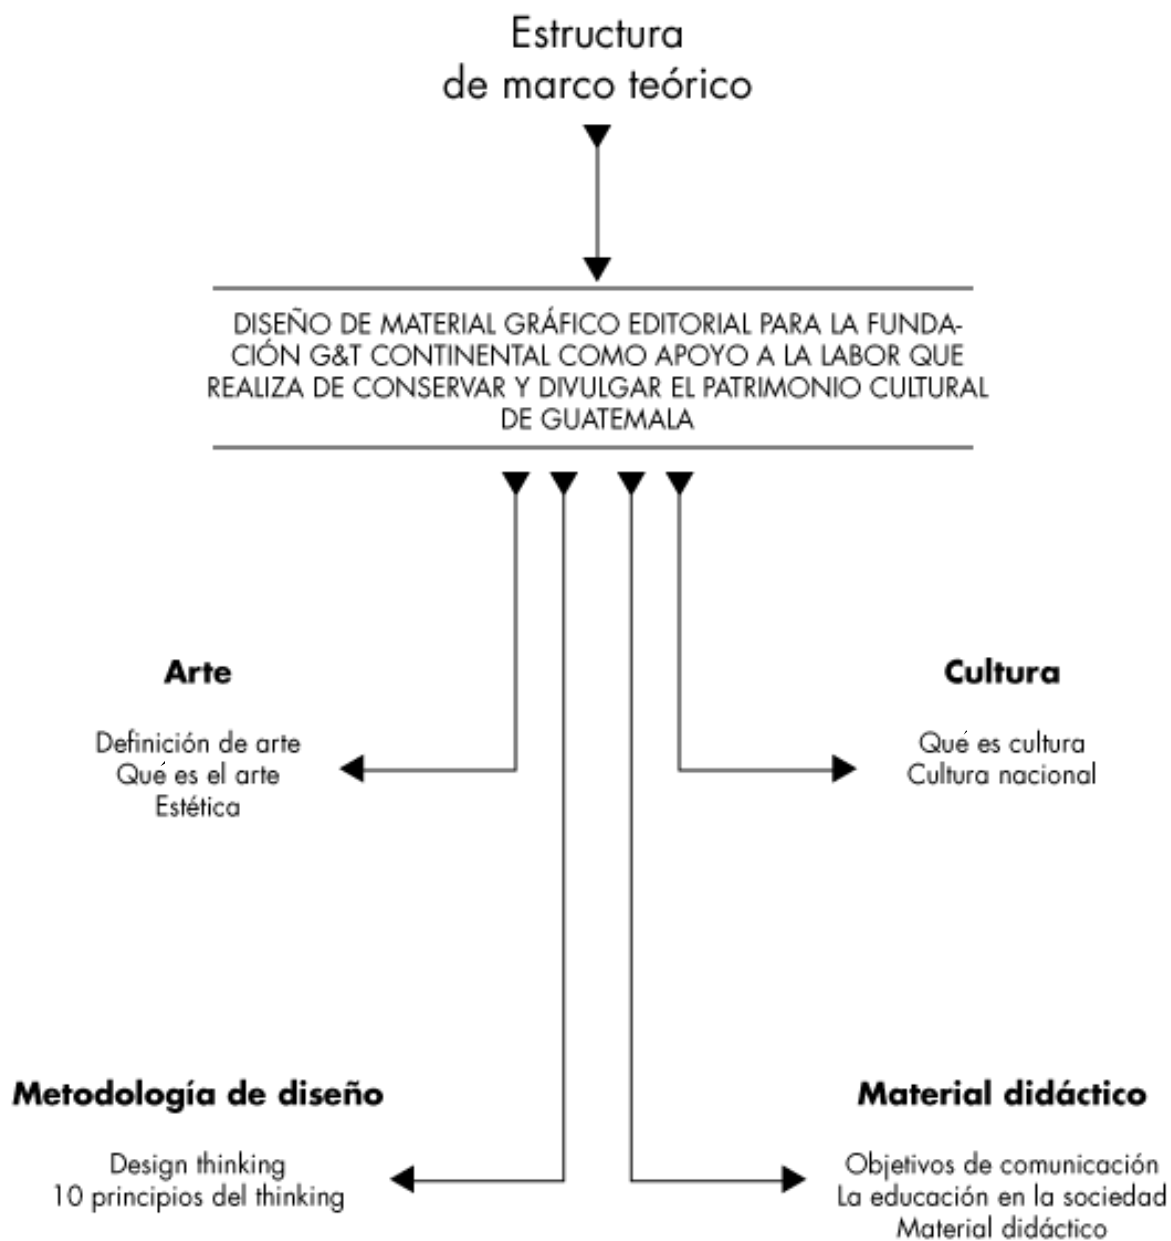 Estructura
de marco teórico
DISEÑO DE MATERIAL GRÁFICO EDITORIAL PARA LA FUNDA-
CIÓN G&T CONTINENTAL COMO APOYO A LA LABOR QUE
REALIZA DE CONSERVAR Y DIVULGAR EL PATRIMONIO CULTURAL
DE GUATEMALA
Arte
Definición de arte
Qué es el arte
Estética
Cultura
Qué es cultura
Cultura nacional
Metodología de diseño
Design thinking
10 principios del thinking
Material didáctico
Objetivos de comunicación
La educación en la sociedad
Material didáctico